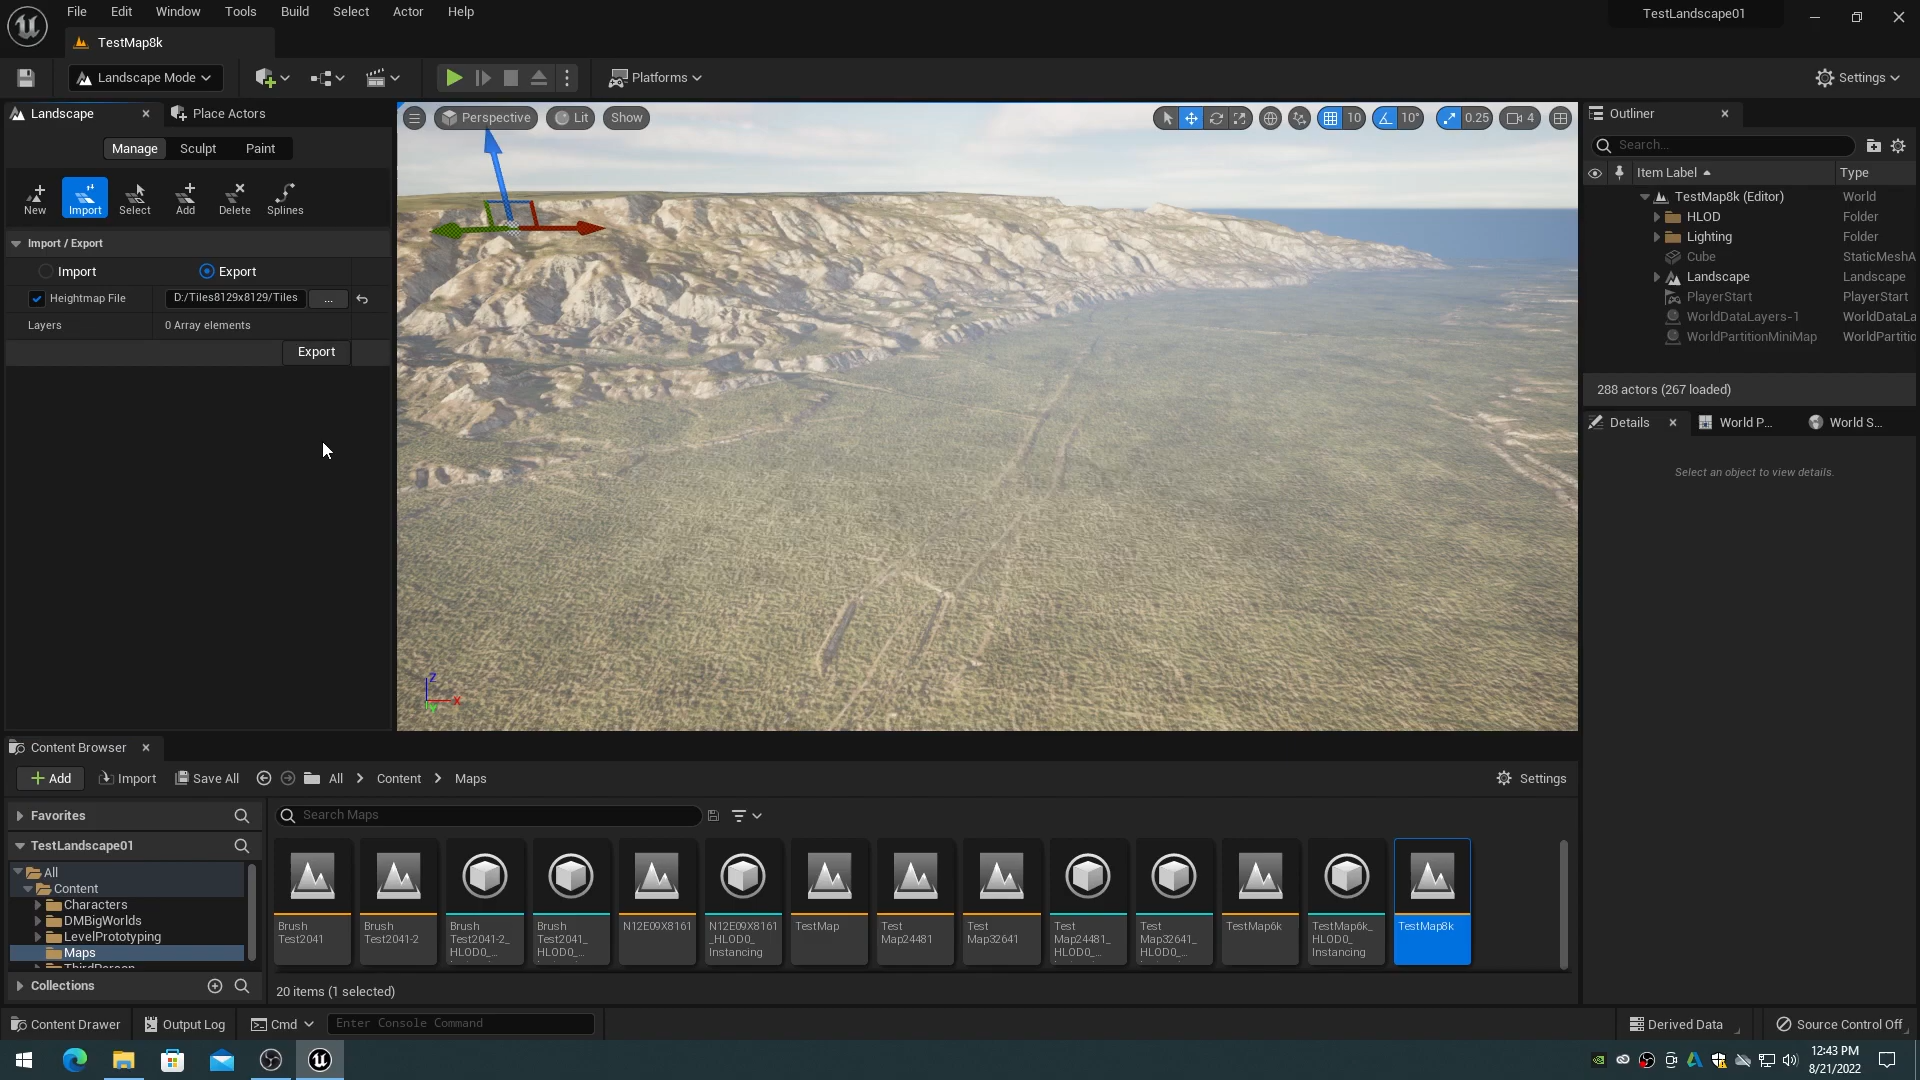 File Edit Window Tools Build Select Actor Help
TestLandscape01
TestMap8k
Landscape Mode
Platforms
Settings
Landscape
Place Actors
Perspective Lit Show
10 10° 0.25 4
Outliner
Manage Sculpt Paint
Search...
Item Label Type
New Import Select Add Delete Splines
TestMap8k (Editor) World
HLOD Folder
Lighting Folder
Cube StaticMeshA
Landscape Landscape
PlayerStart PlayerStart
WorldDataLayers-1 WorldDataLa
WorldPartitionMiniMap WorldPartitio
Import / Export
Import Export
Heightmap File D:/Tiles8129x8129/Tiles ...
Layers 0 Array elements
Export
288 actors (267 loaded)
Details World P... World S...
Select an object to view details.
Z
X
Y
Content Browser
Add Import Save All All Content Maps Settings
Favorites
Search Maps
TestLandscape01
All
Content
Characters
DMBigWorlds
LevelPrototyping
Maps
ThirdPerson
Collections
Brush
Test2041
Brush
Test2041-2
Brush
Test2041-2_
HLOD0_...
Brush
Test2041_
HLOD0_...
N12E09X8161
N12E09X8161
_HLOD0_
Instancing
TestMap
Test
Map24481
Test
Map32641
Test
Map24481_
HLOD0_...
Test
Map32641_
HLOD0_...
TestMap6k
TestMap6k_
HLOD0_
Instancing
TestMap8k
20 items (1 selected)
Content Drawer Output Log Cmd Enter Console Command Derived Data Source Control Off
12:43 PM
8/21/2022